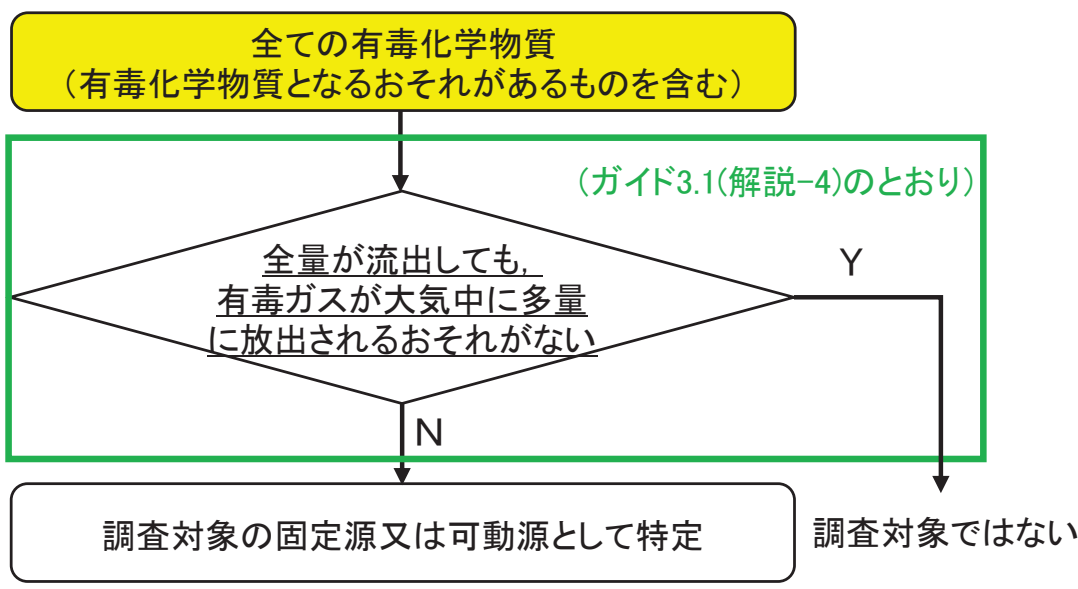 全ての有毒化学物質
（有毒化学物質となるおそれがあるものを含む）
（ガイド3.1(解説-4)のとおり）
全量が流出しても，
有毒ガスが大気中に多量
に放出されるおそれがない
Y
N
調査対象の固定源又は可動源として特定
調査対象ではない